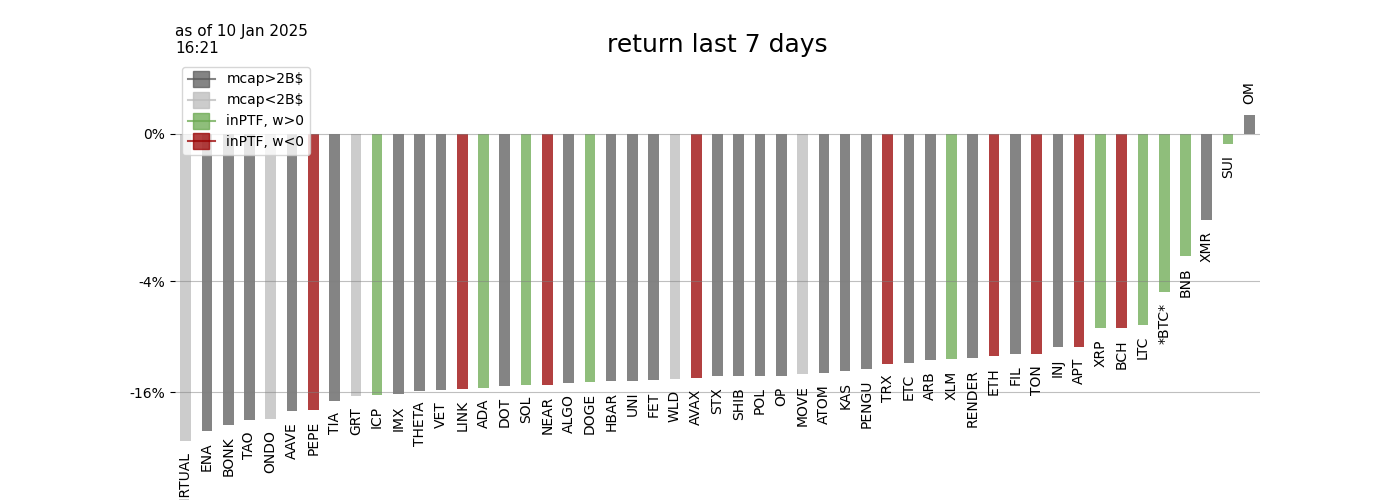 as of 10 Jan 2025
16:21
return last 7 days
mcap>2B$
mcap<2B$
inPTF, w>0
inPTF, w<0
0%
-4%
-16%
RTUAL
ENA
BONK
TAO
ONDO
AAVE
PEPE
TIA
GRT
ICP
IMX
THETA
VET
LINK
ADA
DOT
SOL
NEAR
ALGO
DOGE
HBAR
UNI
FET
WLD
AVAX
STX
SHIB
POL
OP
MOVE
ATOM
KAS
PENGU
TRX
ETC
ARB
XLM
RENDER
ETH
FIL
TON
INJ
APT
XRP
BCH
LTC
*BTC*
BNB
XMR
SUI
OM